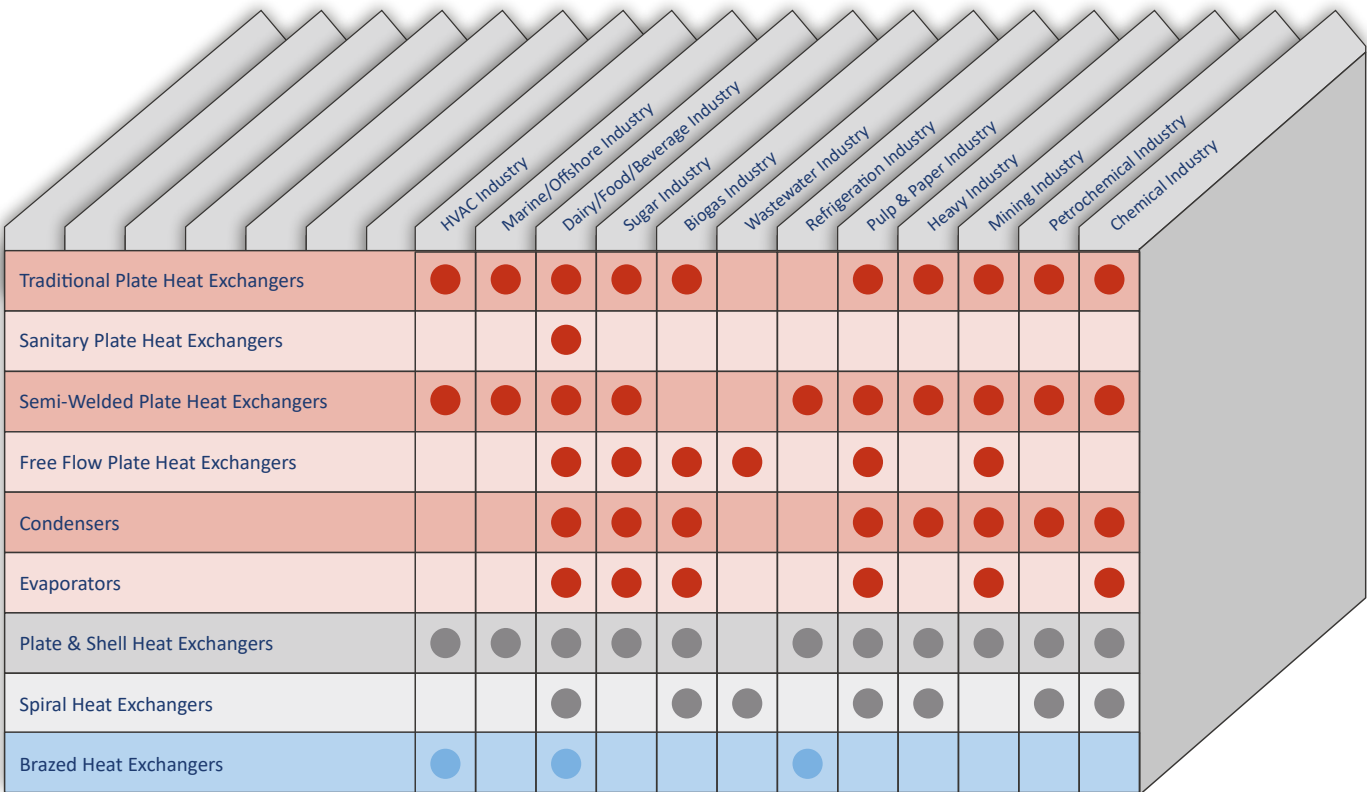 HVAC Industry
Marine/Offshore Industry
Dairy/Food/Beverage Industry
Sugar Industry
Biogas Industry
Wastewater Industry
Refrigeration Industry
Pulp & Paper Industry
Heavy Industry
Mining Industry
Petrochemical Industry
Chemical Industry
Traditional Plate Heat Exchangers
Sanitary Plate Heat Exchangers
Semi-Welded Plate Heat Exchangers
Free Flow Plate Heat Exchangers
Condensers
Evaporators
Plate & Shell Heat Exchangers
Spiral Heat Exchangers
Brazed Heat Exchangers